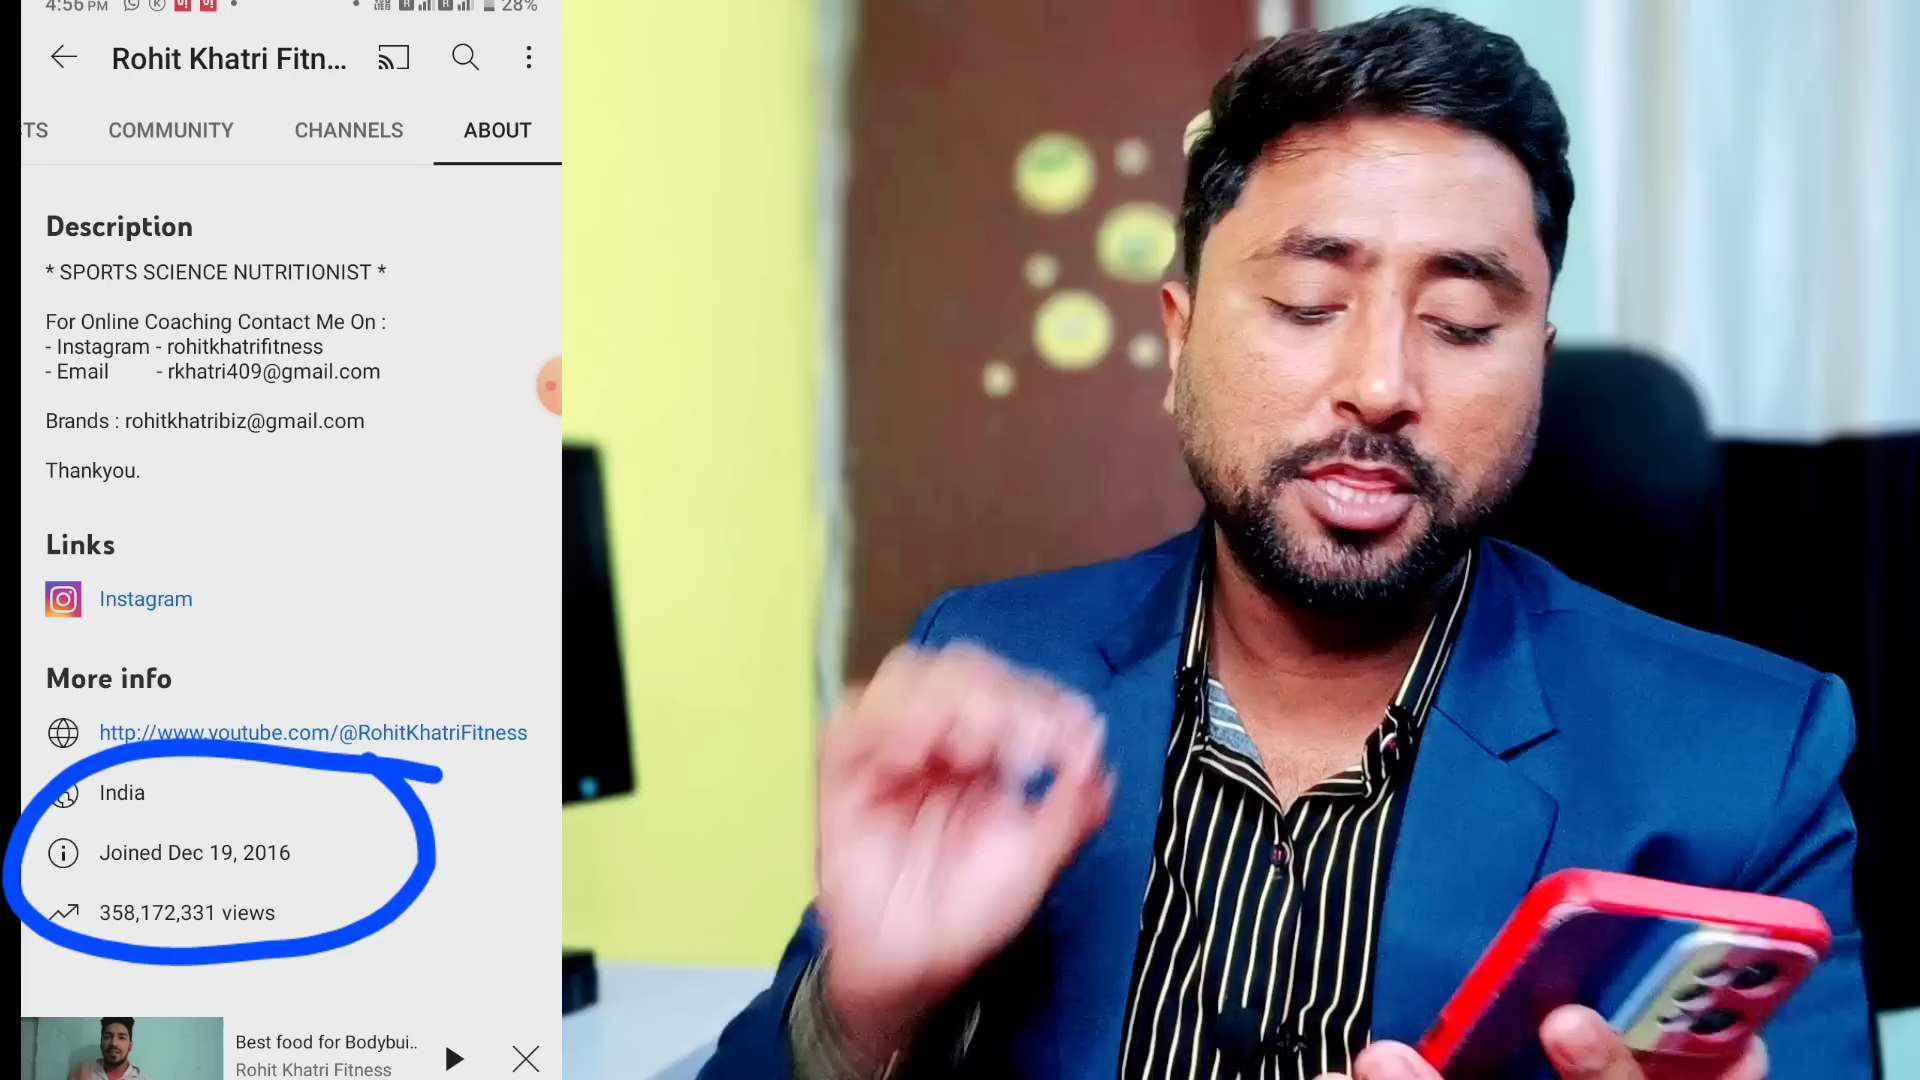 4:56 PM
28%
Rohit Khatri Fitn...
TS COMMUNITY CHANNELS ABOUT
Description
* SPORTS SCIENCE NUTRITIONIST *
For Online Coaching Contact Me On :
- Instagram - rohitkhatrifitness
- Email - rkhatri409@gmail.com
Brands : rohitkhatribiz@gmail.com
Thankyou.
Links
Instagram
More info
http://www.youtube.com/@RohitKhatriFitness
India
Joined Dec 19, 2016
358,172,331 views
Best food for Bodybui..
Rohit Khatri Fitness